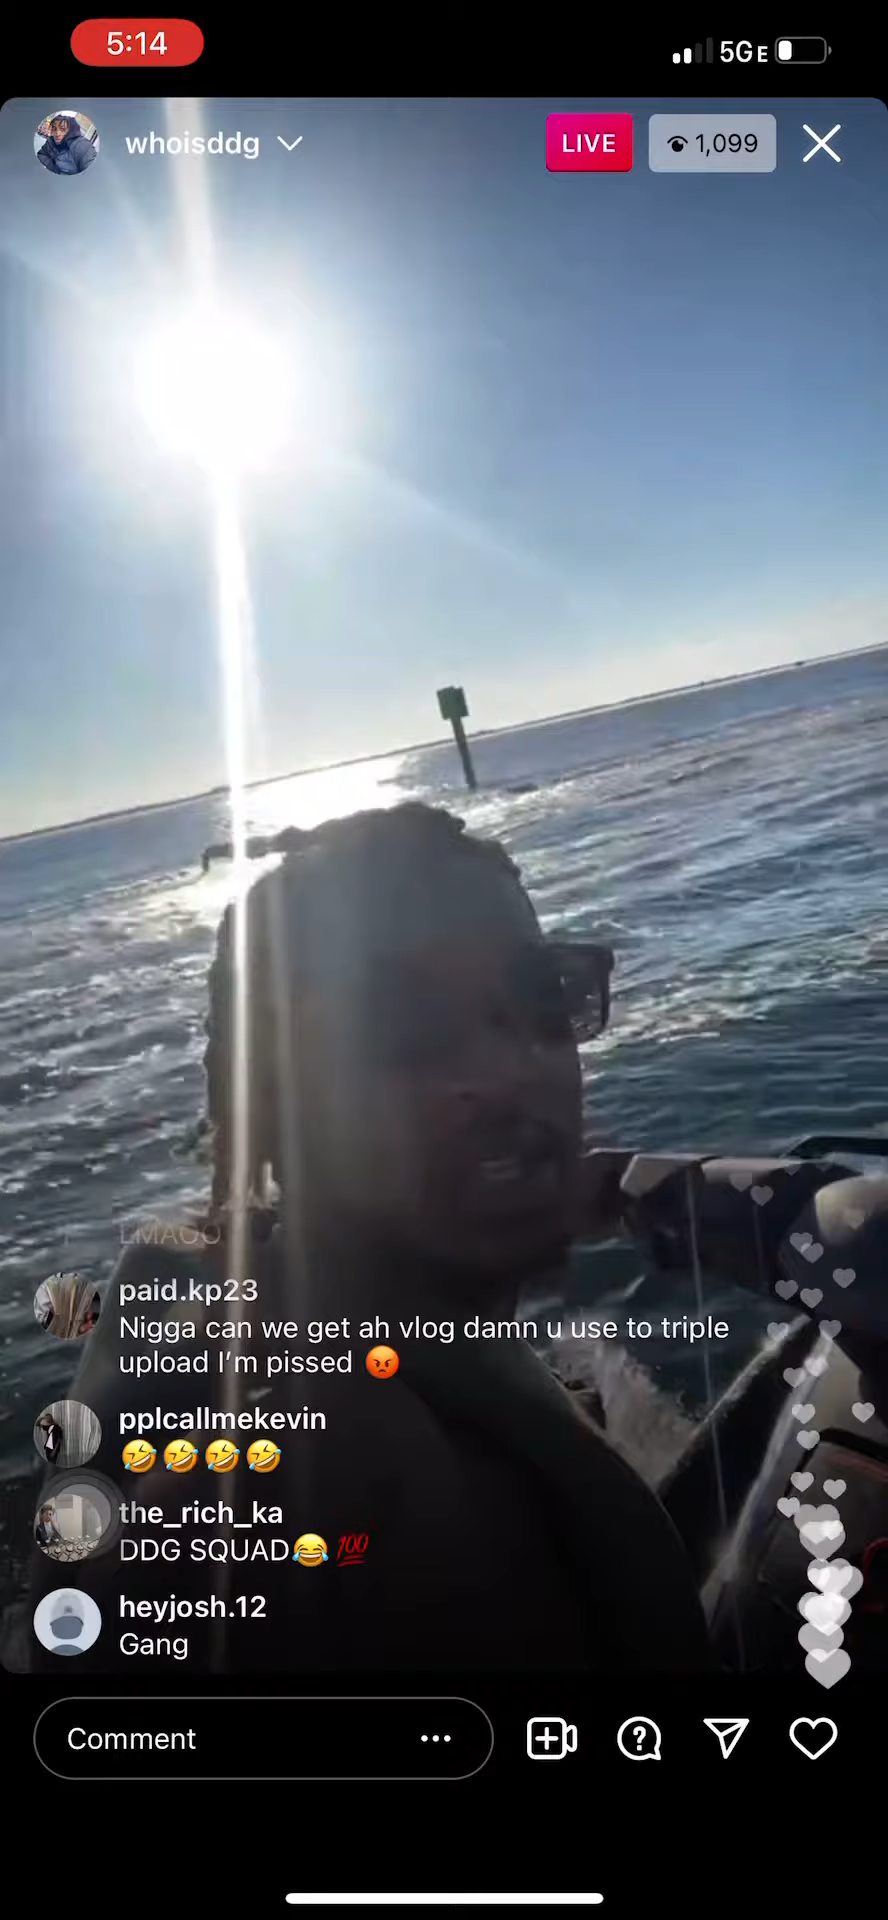 5:14
5GE
whoisddg
LIVE
1,099
LMAOO
paid.kp23
Nigga can we get ah vlog damn u use to triple
upload I'm pissed 😡
pplcallmekevin
🤣🤣🤣🤣
the_rich_ka
DDG SQUAD😂💯
heyjosh.12
Gang
Comment